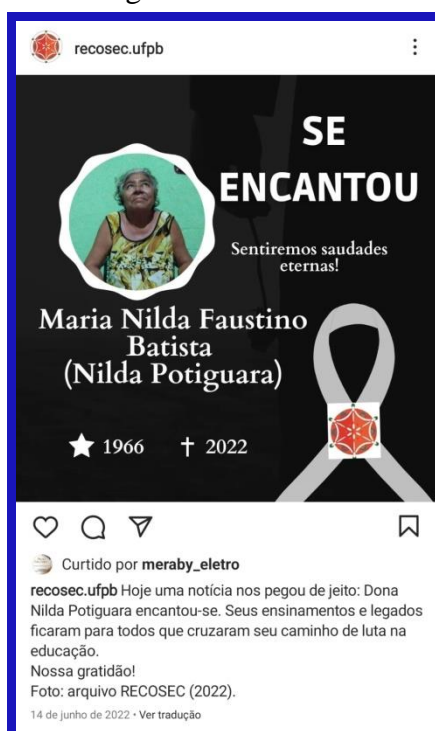 recosec.ufpb
SE
ENCANTOU
Sentiremos saudades
eternas!
Maria Nilda Faustino
Batista
(Nilda Potiguara)
1966 † 2022
Curtido por meraby_eletro
recosec.ufpb Hoje uma notícia nos pegou de jeito: Dona
Nilda Potiguara encantou-se. Seus ensinamentos e legados
ficaram para todos que cruzaram seu caminho de luta na
educação.
Nossa gratidão!
Foto: arquivo RECOSEC (2022).
14 de junho de 2022 • Ver tradução